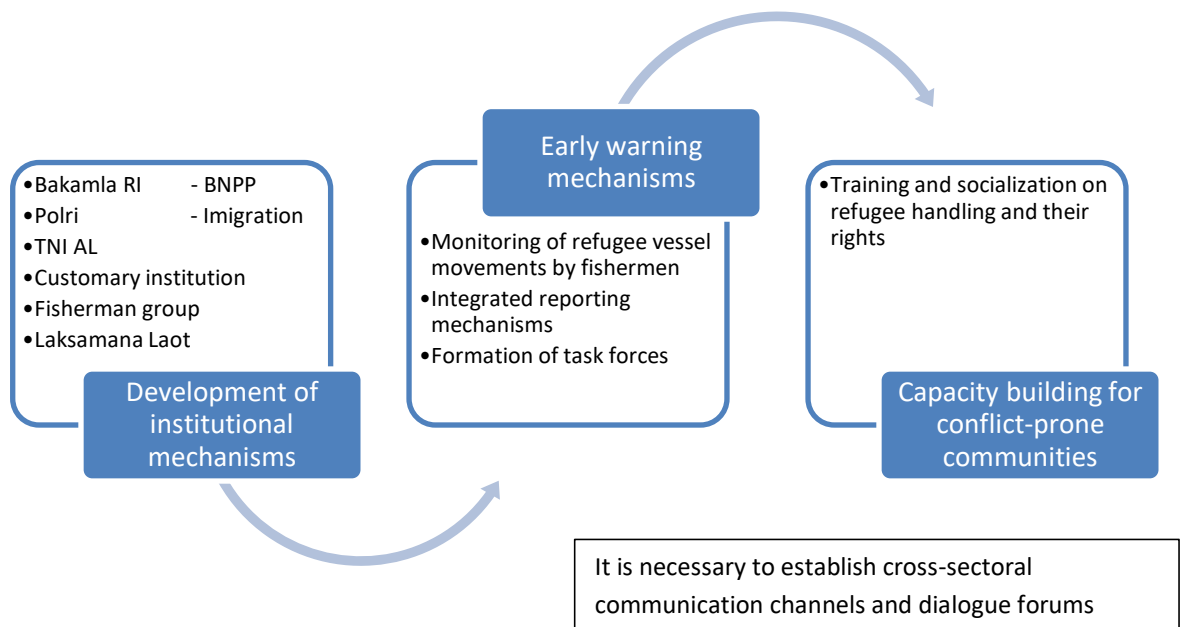 •Bakamla RI - BNPP
•Polri - Imigration
•TNI AL
•Customary institution
•Fisherman group
•Laksamana Laot
Development of
institutional
mechanisms
Early warning
mechanisms
•Monitoring of refugee vessel
movements by fishermen
•Integrated reporting
mechanisms
•Formation of task forces
•Training and socialization on
refugee handling and their
rights
Capacity building for
conflict-prone
communities
It is necessary to establish cross-sectoral
communication channels and dialogue forums